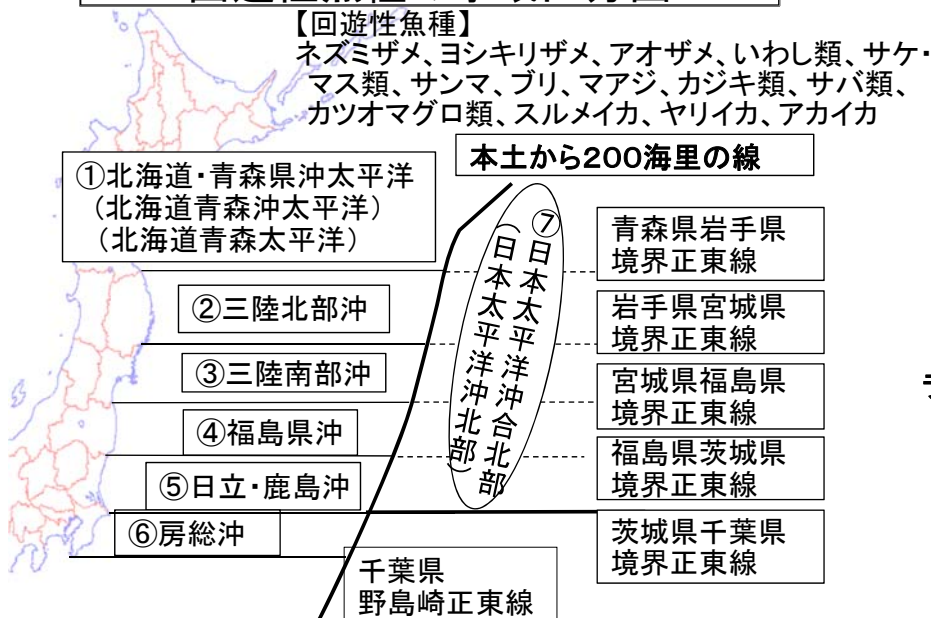 【回遊性魚種】
ネズミザメ、ヨシキリザメ、アオザメ、いわし類、サケ・
マス類、サンマ、ブリ、マアジ、カジキ類、サバ類、
カツオマグロ類、スルメイカ、ヤリイカ、アカイカ
本土から200海里の線
①北海道・青森県沖太平洋
（北海道青森沖太平洋）
（北海道青森太平洋）
②三陸北部沖
③三陸南部沖
④福島県沖
⑤日立・鹿島沖
⑥房総沖
⑦日本太平洋沖合北部
（日本太平洋沖北部）
青森県岩手県
境界正東線
岩手県宮城県
境界正東線
宮城県福島県
境界正東線
福島県茨城県
境界正東線
茨城県千葉県
境界正東線
千葉県
野島崎正東線